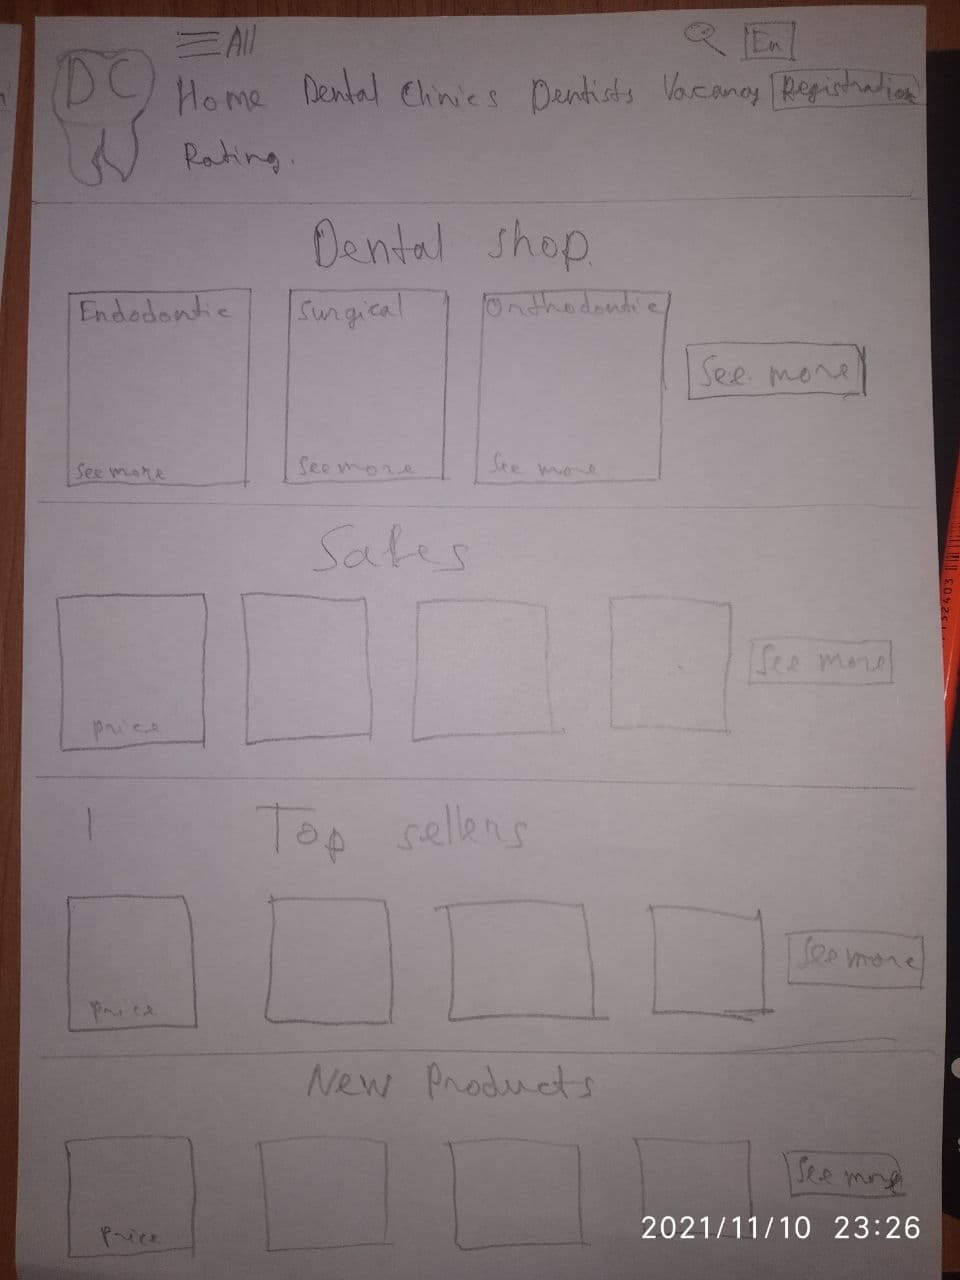 All
En
DC
Home Dental Clinics Dentists Vacancy Registration
Rating.
Dental shop.
Endodontic Surgical Orthodontic
See more
See more See more See more
Sales
See more
price
Top sellers
See more
price
New Products
See more
price
2021/11/10 23:26